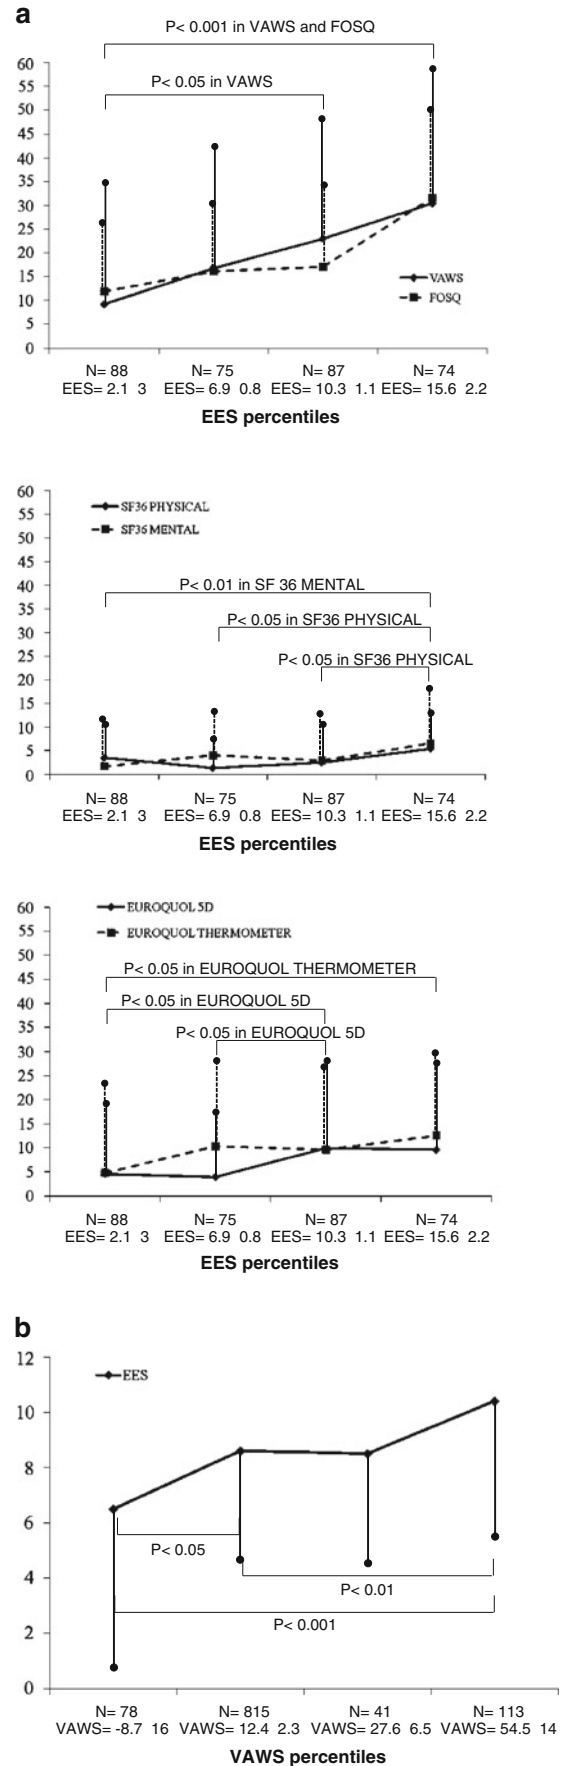 a
P< 0.001 in VAWS and FOSQ
P< 0.05 in VAWS
60
55
50
45
40
35
30
25
20
15
10
5
0
VAWS
FOSQ
N= 88 N= 75 N= 87 N= 74
EES= 2.1 3 EES= 6.9 0.8 EES= 10.3 1.1 EES= 15.6 2.2
EES percentiles
60
55
50
45
40
35
30
25
20
15
10
5
0
SF36 PHYSICAL
SF36 MENTAL
P< 0.01 in SF 36 MENTAL
P< 0.05 in SF36 PHYSICAL
P< 0.05 in SF36 PHYSICAL
N= 88 N= 75 N= 87 N= 74
EES= 2.1 3 EES= 6.9 0.8 EES= 10.3 1.1 EES= 15.6 2.2
EES percentiles
60
55
50
45
40
35
30
25
20
15
10
5
0
EUROQUOL 5D
EUROQUOL THERMOMETER
P< 0.05 in EUROQUOL THERMOMETER
P< 0.05 in EUROQUOL 5D
P< 0.05 in EUROQUOL 5D
N= 88 N= 75 N= 87 N= 74
EES= 2.1 3 EES= 6.9 0.8 EES= 10.3 1.1 EES= 15.6 2.2
EES percentiles
b
12
10
8
6
4
2
0
EES
P< 0.05
P< 0.01
P< 0.001
N= 78 N= 815 N= 41 N= 113
VAWS= -8.7 16 VAWS= 12.4 2.3 VAWS= 27.6 6.5 VAWS= 54.5 14
VAWS percentiles